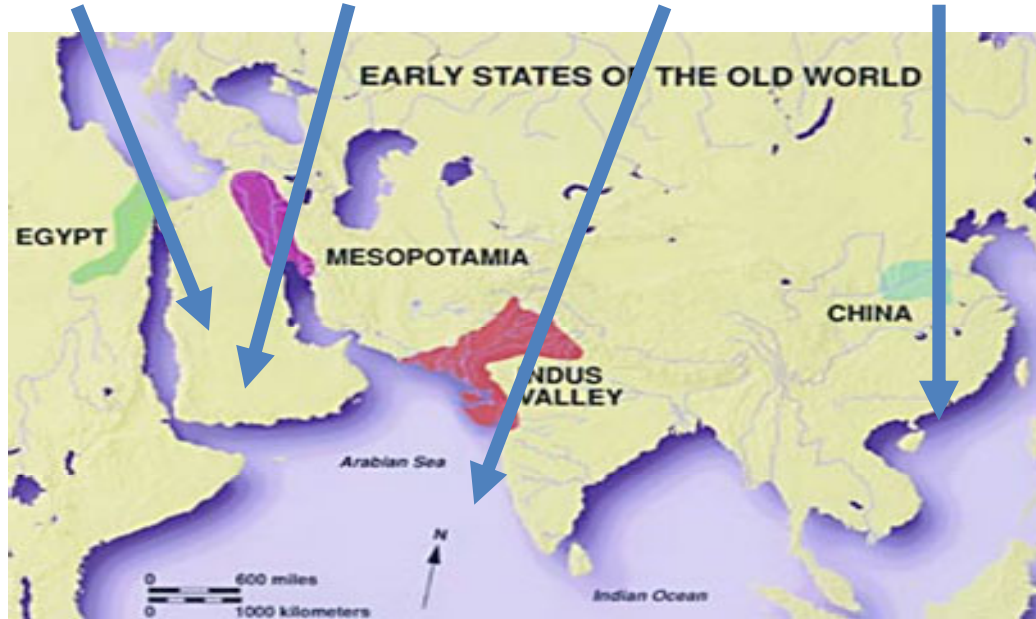 EARLY STATES OF THE OLD WORLD
EGYPT
MESOPOTAMIA
CHINA
INDUS
VALLEY
Arabian Sea
N
0 600 miles
0 1000 kilometers
Indian Ocean